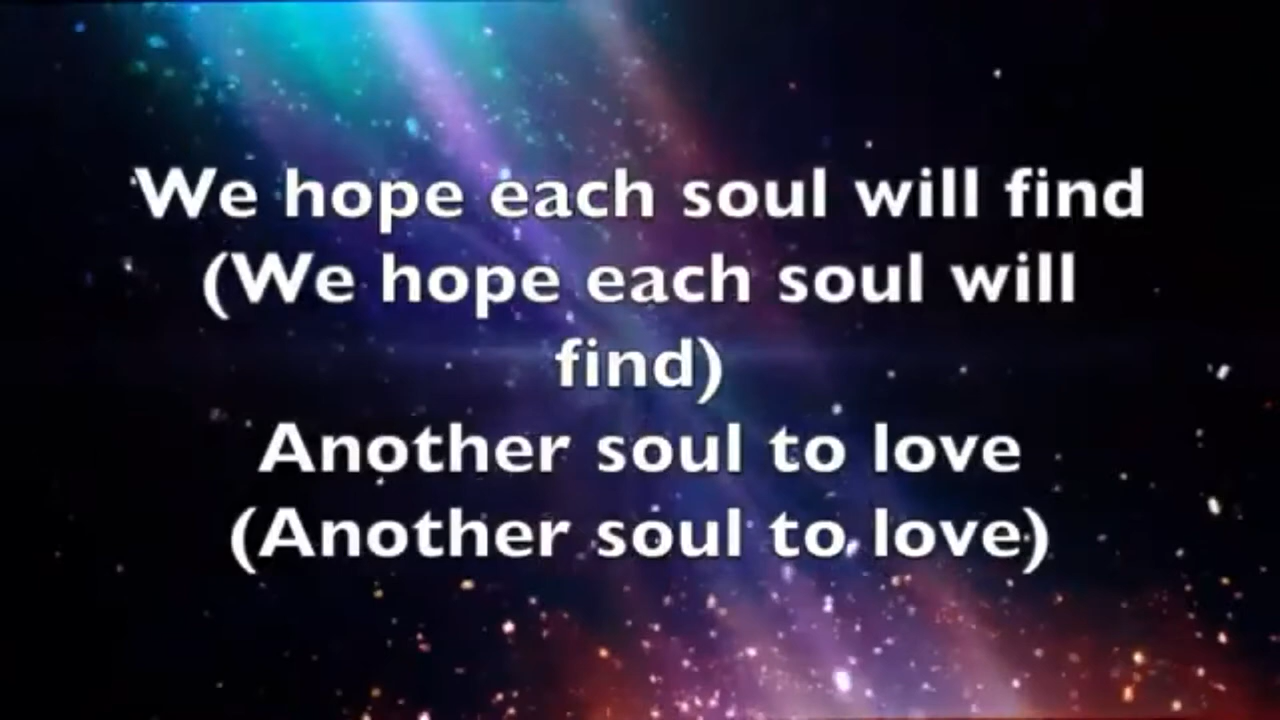 We hope each soul will find
(We hope each soul will
find)
Another soul to love
(Another soul to love)